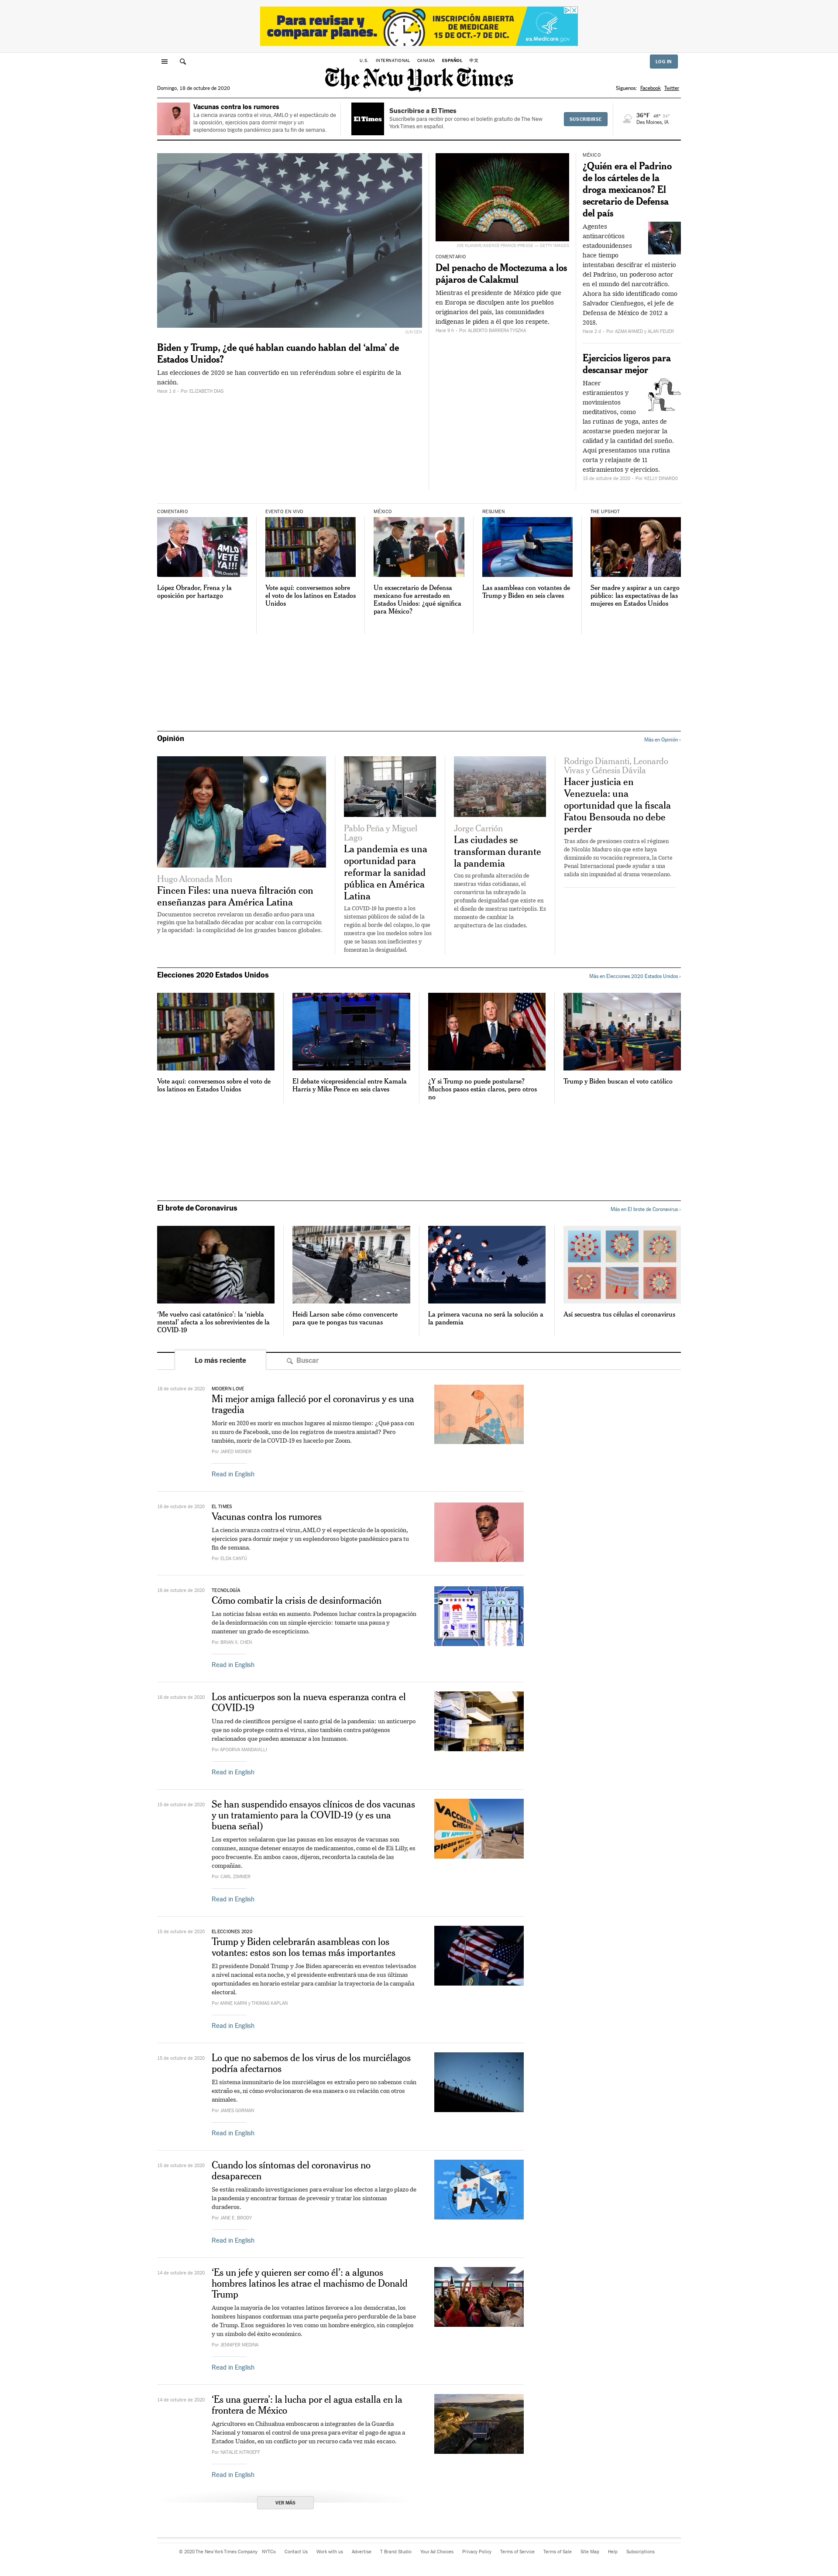 Para revisar y
comparar planes.
INSCRIPCIÓN ABIERTA
DE MEDICARE
15 DE OCT.-7 DE DIC.
es.Medicare.gov
U.S.
INTERNATIONAL
CANADA
ESPAÑOL
中文
LOG IN
The New York Times
Domingo, 18 de octubre de 2020
Síguenos:
Facebook
Twitter
Vacunas contra los rumores
La ciencia avanza contra el virus, AMLO y el espectáculo de
la oposición, ejercicios para dormir mejor y un
esplendoroso bigote pandémico para tu fin de semana.
El Times
Suscribirse a El Times
Suscríbete para recibir por correo el boletín gratuito de The New
York Times en español.
SUSCRIBIRSE
36°F
Des Moines, IA
Biden y Trump, ¿de qué hablan cuando hablan del 'alma' de
Estados Unidos?
Las elecciones de 2020 se han convertido en un referéndum sobre el espíritu de la
nación.
Hace 1 d – Por ELIZABETH DIAS
COMENTARIO
Del penacho de Moctezuma a los
pájaros de Calakmul
Mientras el presidente de México pide que
en Europa se disculpen ante los pueblos
originarios del país, las comunidades
indígenas le piden a él que los respete.
Hace 9 h – Por ALBERTO BARRERA TYSZKA
MÉXICO
¿Quién era el Padrino
de los cárteles de la
droga mexicanos? El
secretario de Defensa
del país
Agentes
antinarcóticos
estadounidenses
hace tiempo
intentaban descifrar el misterio
del Padrino, un poderoso actor
en el mundo del narcotráfico.
Ahora ha sido identificado como
Salvador Cienfuegos, el jefe de
Defensa de México de 2012 a
2018.
Hace 2 d – Por AZAM AHMED y ALAN FEUER
Ejercicios ligeros para
descansar mejor
Hacer
estiramientos y
movimientos
meditativos, como
las rutinas de yoga, antes de
acostarse pueden mejorar la
calidad y la cantidad del sueño.
Aquí presentamos una rutina
corta y relajante de 11
estiramientos y ejercicios.
15 de octubre de 2020 – Por KELLY DINARDO
COMENTARIO
AMLO
VETE
YA!!!
López Obrador, Frena y la
oposición por hartazgo
EVENTO EN VIVO
Vote aquí: conversemos sobre
el voto de los latinos en Estados
Unidos
MÉXICO
Un exsecretario de Defensa
mexicano fue arrestado en
Estados Unidos: ¿qué significa
para México?
RESUMEN
Las asambleas con votantes de
Trump y Biden en seis claves
THE UPSHOT
Ser madre y aspirar a un cargo
público: las expectativas de las
mujeres en Estados Unidos
Opinión
Más en Opinión ›
Hugo Alconada Mon
Fincen Files: una nueva filtración con
enseñanzas para América Latina
Documentos secretos revelaron un desafío arduo para una
región que ha batallado décadas por acabar con la corrupción
y la opacidad: la complicidad de los grandes bancos globales.
Pablo Peña y Miguel
Lago
La pandemia es una
oportunidad para
reformar la sanidad
pública en América
Latina
La COVID-19 ha puesto a los
sistemas públicos de salud de la
región al borde del colapso, lo que
muestra que los modelos sobre los
que se basan son ineficientes y
fomentan la desigualdad.
Jorge Carrión
Las ciudades se
transforman durante
la pandemia
Con su profunda alteración de
nuestras vidas cotidianas, el
coronavirus ha subrayado la
profunda desigualdad que existe en
el diseño de nuestras metrópolis. Es
momento de cambiar la
arquitectura de las ciudades.
Rodrigo Diamanti, Leonardo
Vivas y Génesis Dávila
Hacer justicia en
Venezuela: una
oportunidad que la fiscala
Fatou Bensouda no debe
perder
Tras años de presiones contra el régimen
de Nicolás Maduro sin que este haya
disminuido su vocación represora, la Corte
Penal Internacional puede ayudar a una
salida sin impunidad al drama venezolano.
Elecciones 2020 Estados Unidos
Más en Elecciones 2020 Estados Unidos ›
Vote aquí: conversemos sobre el voto de
los latinos en Estados Unidos
El debate vicepresidencial entre Kamala
Harris y Mike Pence en seis claves
¿Y si Trump no puede postularse?
Muchos pasos están claros, pero otros
no
Trump y Biden buscan el voto católico
El brote de Coronavirus
Más en El brote de Coronavirus ›
'Me vuelvo casi catatónico': la 'niebla
mental' afecta a los sobrevivientes de la
COVID-19
Heidi Larson sabe cómo convencerte
para que te pongas tus vacunas
La primera vacuna no será la solución a
la pandemia
Así secuestra tus células el coronavirus
Lo más reciente
Buscar
18 de octubre de 2020
MODERN LOVE
Mi mejor amiga falleció por el coronavirus y es una
tragedia
Morir en 2020 es morir en muchos lugares al mismo tiempo: ¿Qué pasa con
su muro de Facebook, uno de los registros de nuestra amistad? Pero
también, morir de la COVID-19 es hacerlo por Zoom.
Por JARED MISNER
Read in English
16 de octubre de 2020
EL TIMES
Vacunas contra los rumores
La ciencia avanza contra el virus, AMLO y el espectáculo de la oposición,
ejercicios para dormir mejor y un esplendoroso bigote pandémico para tu
fin de semana.
Por ELDA CANTÚ
16 de octubre de 2020
TECNOLOGÍA
Cómo combatir la crisis de desinformación
Las noticias falsas están en aumento. Podemos luchar contra la propagación
de la desinformación con un simple ejercicio: tomarte una pausa y
mantener un grado de escepticismo.
Por BRIAN X. CHEN
Read in English
16 de octubre de 2020
Los anticuerpos son la nueva esperanza contra el
COVID-19
Una red de científicos persigue el santo grial de la pandemia: un anticuerpo
que no solo protege contra el virus, sino también contra patógenos
relacionados que pueden amenazar a los humanos.
Por APOORVA MANDAVILLI
Read in English
15 de octubre de 2020
Se han suspendido ensayos clínicos de dos vacunas
y un tratamiento para la COVID-19 (y es una
buena señal)
Los expertos señalaron que las pausas en los ensayos de vacunas son
comunes, aunque detener ensayos de medicamentos, como el de Eli Lilly, es
poco frecuente. En ambos casos, dijeron, reconforta la cautela de las
compañías.
Por CARL ZIMMER
Read in English
15 de octubre de 2020
ELECCIONES 2020
Trump y Biden celebrarán asambleas con los
votantes: estos son los temas más importantes
El presidente Donald Trump y Joe Biden aparecerán en eventos televisados
a nivel nacional esta noche, y el presidente enfrentará una de sus últimas
oportunidades en horario estelar para cambiar la trayectoria de la campaña
electoral.
Por ANNIE KARNI y THOMAS KAPLAN
Read in English
15 de octubre de 2020
Lo que no sabemos de los virus de los murciélagos
podría afectarnos
El sistema inmunitario de los murciélagos es extraño pero no sabemos cuán
extraño es, ni cómo evolucionaron de esa manera o su relación con otros
animales.
Por JAMES GORMAN
Read in English
15 de octubre de 2020
Cuando los síntomas del coronavirus no
desaparecen
Se están realizando investigaciones para evaluar los efectos a largo plazo de
la pandemia y encontrar formas de prevenir y tratar los síntomas
duraderos.
Por JANE E. BRODY
Read in English
14 de octubre de 2020
'Es un jefe y quieren ser como él': a algunos
hombres latinos les atrae el machismo de Donald
Trump
Aunque la mayoría de los votantes latinos favorece a los demócratas, los
hombres hispanos conforman una parte pequeña pero perdurable de la base
de Trump. Esos seguidores lo ven como un hombre enérgico, sin complejos
y un símbolo del éxito económico.
Por JENNIFER MEDINA
Read in English
14 de octubre de 2020
'Es una guerra': la lucha por el agua estalla en la
frontera de México
Agricultores en Chihuahua emboscaron a integrantes de la Guardia
Nacional y tomaron el control de una presa para evitar el pago de agua a
Estados Unidos, en un conflicto por un recurso cada vez más escaso.
Por NATALIE KITROEFF
Read in English
VER MÁS
© 2020 The New York Times Company
NYTCo
Contact Us
Work with us
Advertise
T Brand Studio
Your Ad Choices
Privacy Policy
Terms of Service
Terms of Sale
Site Map
Help
Subscriptions